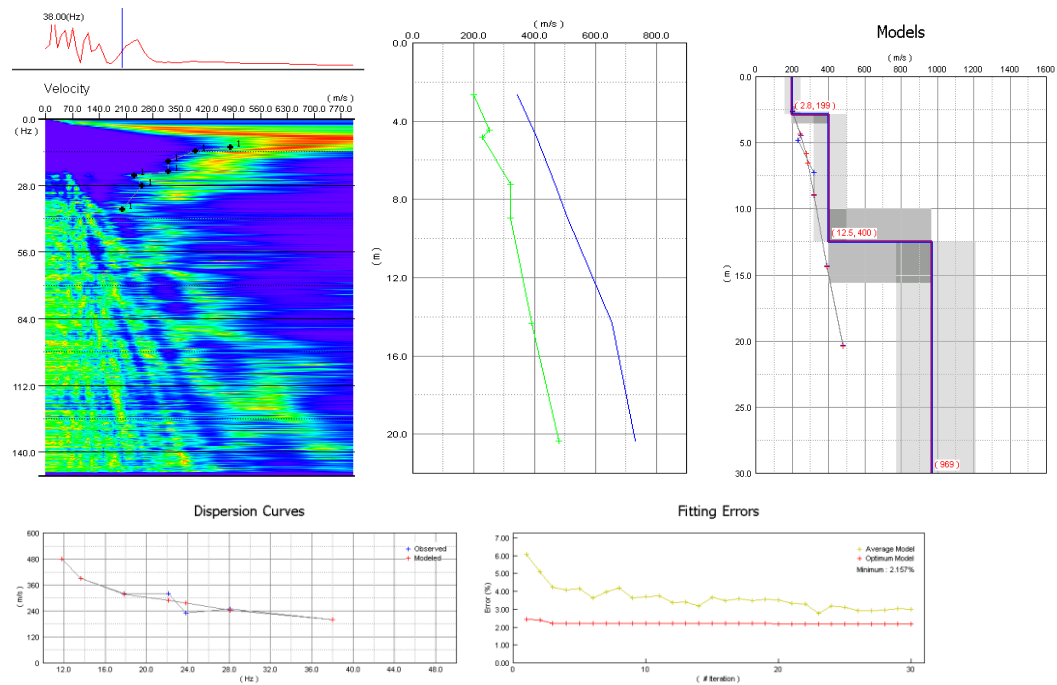 38.00(Hz)
Velocity
( m/s )
0.0 70.0 140.0 210.0 280.0 350.0 420.0 490.0 560.0 630.0 700.0 770.0
( Hz )
0.0
28.0
56.0
84.0
112.0
140.0
1 1 1 1 1 1
( m/s )
0.0 200.0 400.0 600.0 800.0
0.0
4.0
8.0
12.0
16.0
20.0
( m )
Models
( m/s )
0 200 400 600 800 1000 1200 1400 1600
0.0
5.0
10.0
15.0
20.0
25.0
30.0
( m )
( 2.8, 199 )
( 12.5, 400 )
( 969 )
Dispersion Curves
600
480
360
240
120
0
( m/s )
Observed
Modeled
12.0 16.0 20.0 24.0 28.0 32.0 36.0 40.0 44.0 48.0
( Hz )
Fitting Errors
7.00
6.00
5.00
4.00
3.00
2.00
1.00
0.00
Error (%)
Average Model
Optimum Model
Minimum : 2.157%
0 10 20 30
( # Iteration )